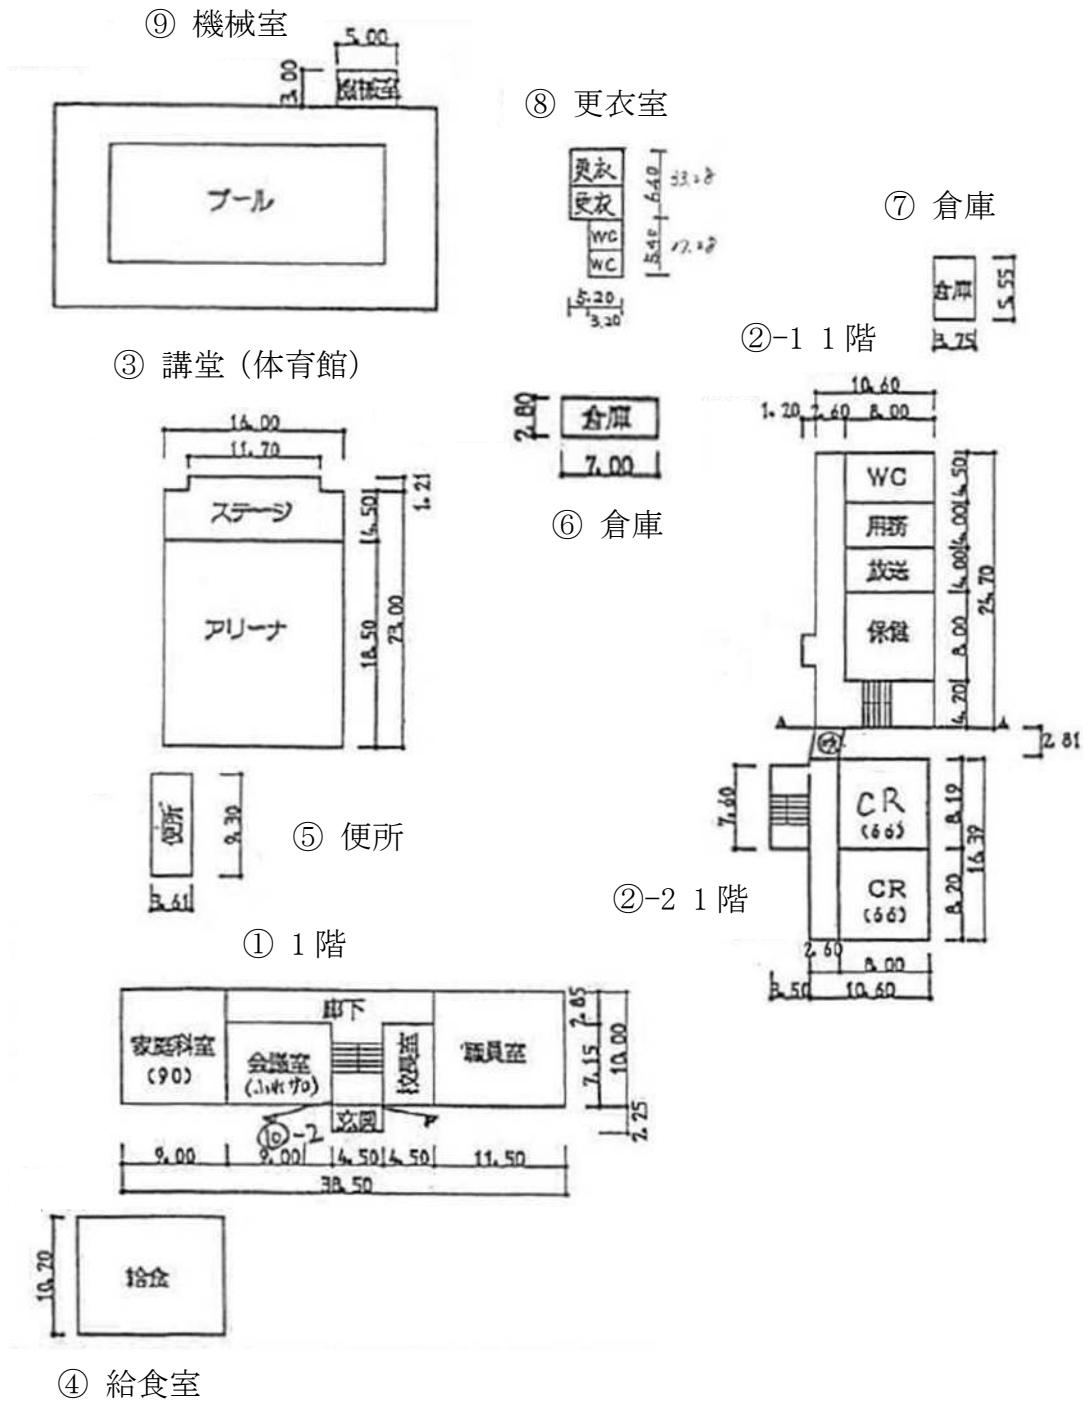 ⑨ 機械室
5.00
3.00
機械室
プール
⑧ 更衣室
更衣
更衣
WC
WC
6.40
33.28
5.40
17.28
5.20
3.20
⑦ 倉庫
倉庫
5.55
3.75
③ 講堂（体育館）
16.00
11.70
1.21
ステージ
4.50
アリーナ
18.50
23.00
2.80
倉庫
7.00
⑥ 倉庫
②-1 1階
10.60
1.20
2.60
8.00
WC
4.50
用務
4.00
放送
4.00
24.70
保健
8.00
4.20
A
A
2.81
7.60
CR
(66)
8.19
16.39
CR
(66)
8.20
②-2 1階
2.60
8.00
3.50
10.60
便所
9.30
3.61
⑤ 便所
① 1階
廊下
家庭科室
(90)
会議室
校長室
職員室
2.85
7.15
10.00
玄関
2.25
⑩-2
9.00
9.00
4.50
4.50
11.50
38.50
10.20
給食
④ 給食室